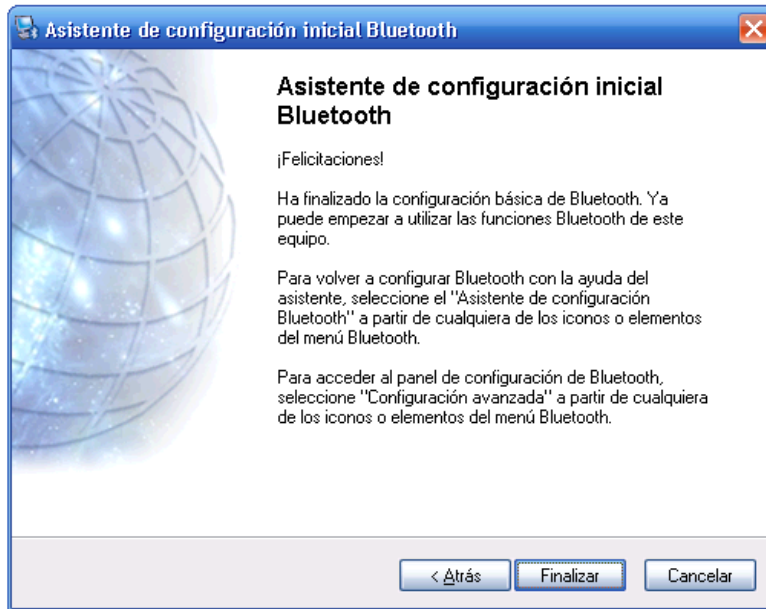 Asistente de configuración inicial Bluetooth
Asistente de configuración inicial
Bluetooth
¡Felicitaciones!
Ha finalizado la configuración básica de Bluetooth. Ya
puede empezar a utilizar las funciones Bluetooth de este
equipo.
Para volver a configurar Bluetooth con la ayuda del
asistente, seleccione el "Asistente de configuración
Bluetooth" a partir de cualquiera de los iconos o elementos
del menú Bluetooth.
Para acceder al panel de configuración de Bluetooth,
seleccione "Configuración avanzada" a partir de cualquiera
de los iconos o elementos del menú Bluetooth.
< Atrás Finalizar Cancelar